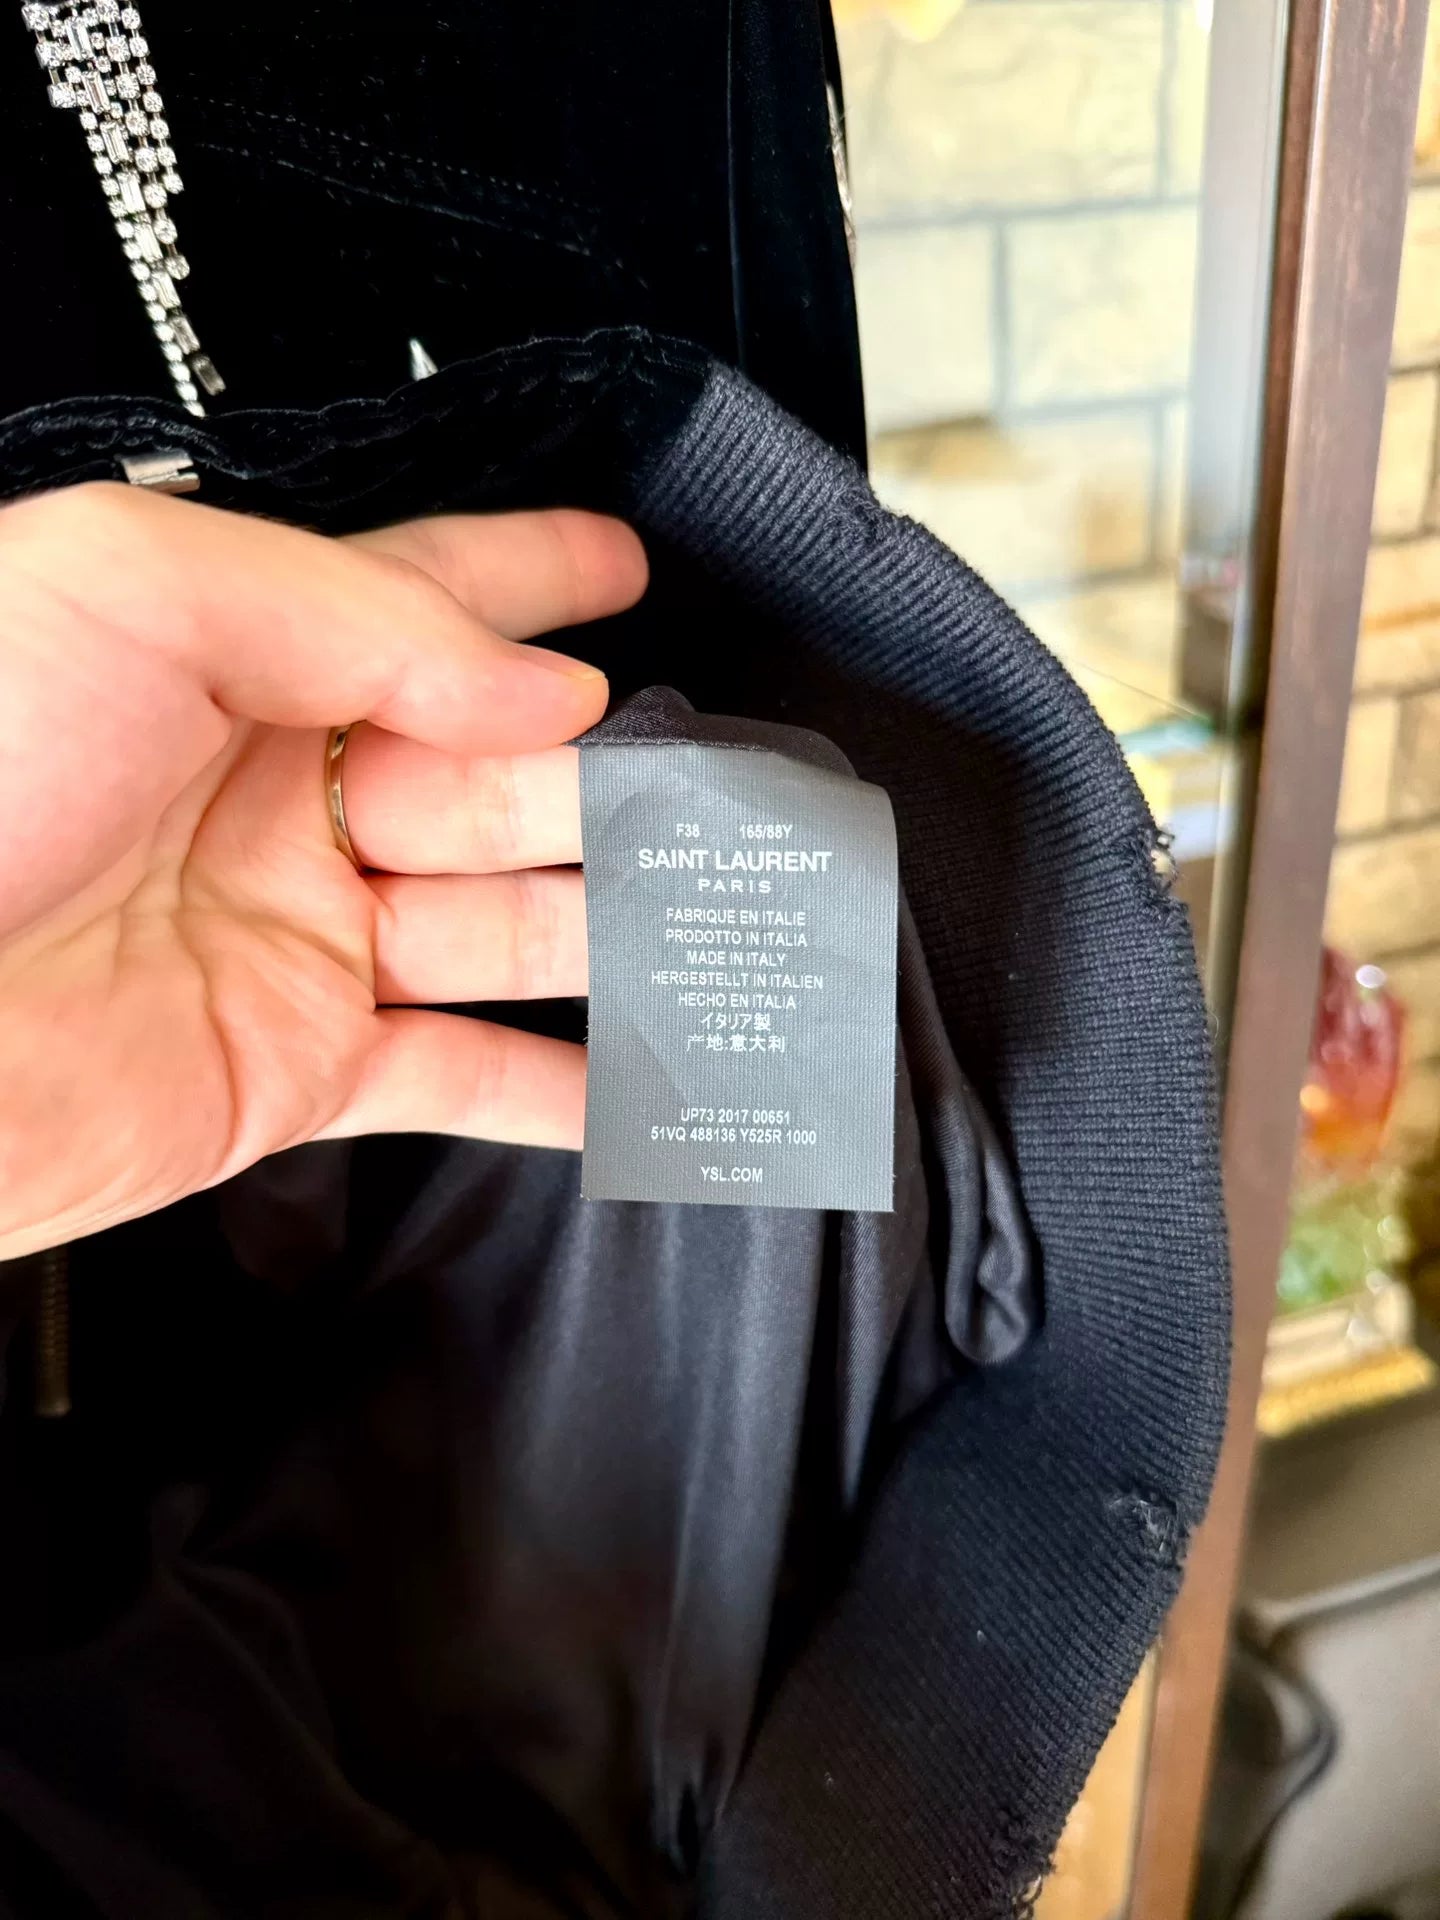 F38 165/88Y
SAINT LAURENT
PARIS
FABRIQUE EN ITALIE
PRODOTTO IN ITALIA
MADE IN ITALY
HERGESTELLT IN ITALIEN
HECHO EN ITALIA
イタリア製
产地:意大利
UP73 2017 00651
51VQ 488136 Y525R 1000
YSL.COM